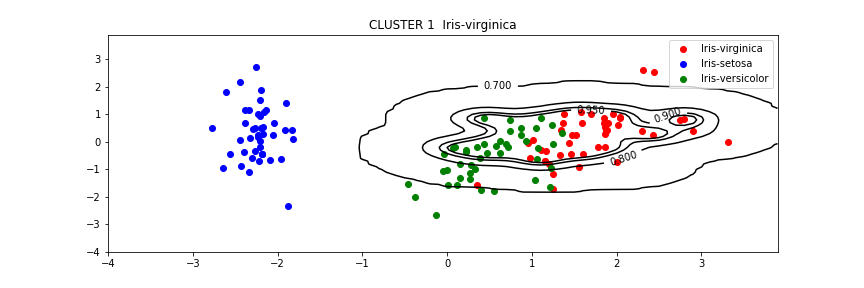 CLUSTER 1  Iris-virginica
Iris-virginica
Iris-setosa
Iris-versicolor
0.700
0.950
0.900
0.800
3
2
1
0
−1
−2
−3
−4
−4 −3 −2 −1 0 1 2 3